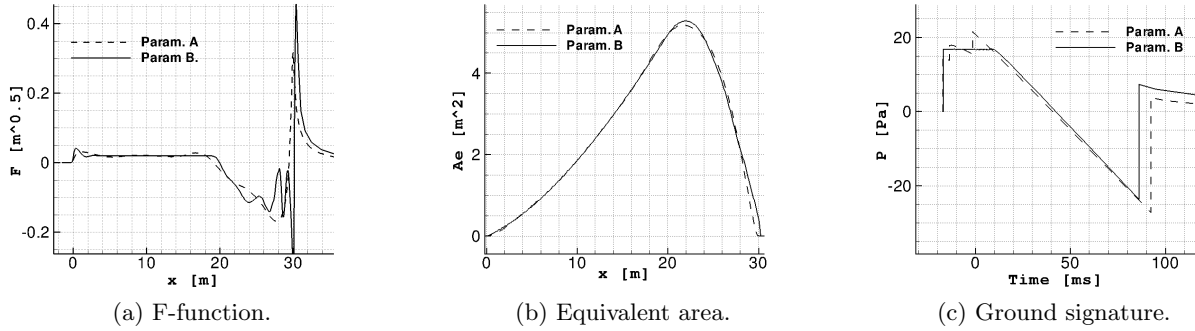 0.4
0.2
0
-0.2
F [m^0.5]
Param. A
Param B.
0 10 20 30
x [m]
(a) F-function.
4
2
0
Ae [m^2]
Param. A
Param. B
0 10 20 30
x [m]
(b) Equivalent area.
20
0
-20
P [Pa]
Param. A
Param. B
0 50 100
Time [ms]
(c) Ground signature.